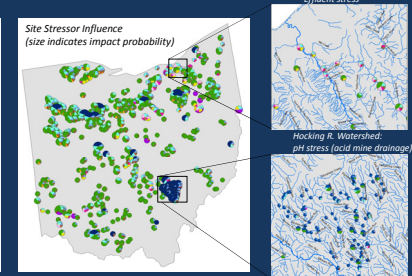 Effluent stress
Site Stressor Influence
(size indicates impact probability)
Hocking R. Watershed:
pH stress (acid mine drainage)